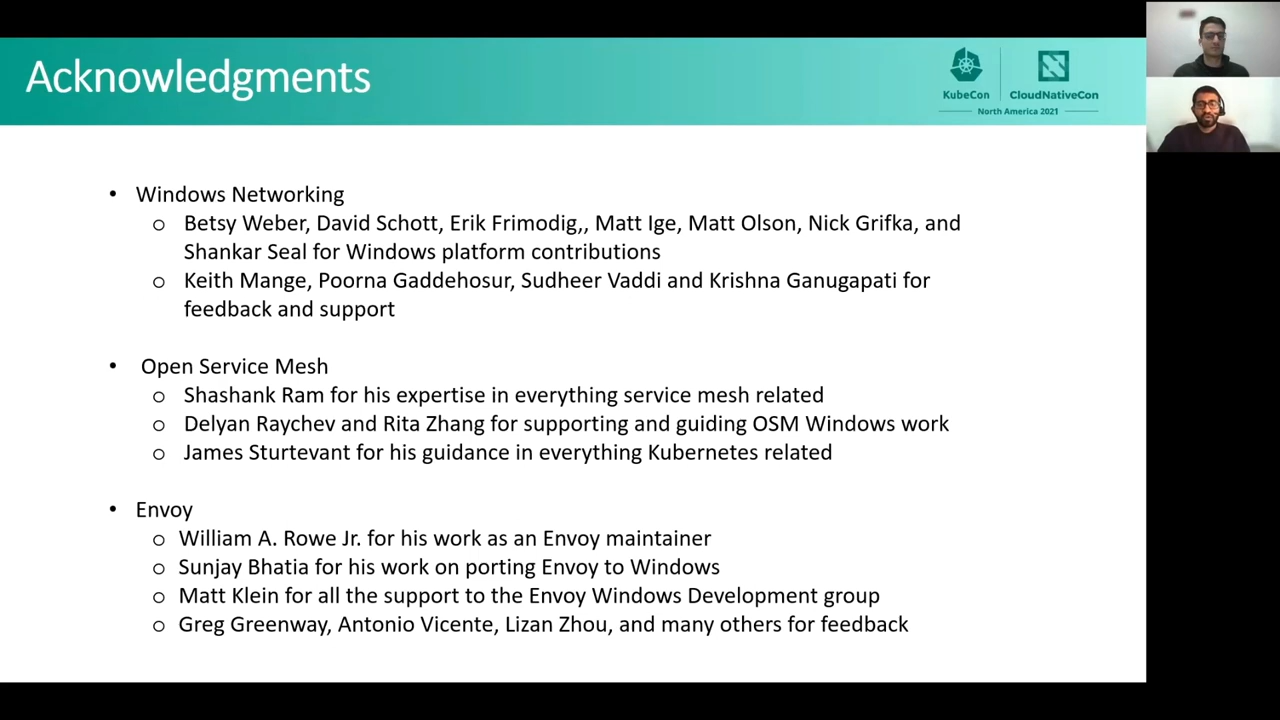 Acknowledgments
KubeCon
CloudNativeCon
North America 2021
• Windows Networking
o Betsy Weber, David Schott, Erik Frimodig,, Matt Ige, Matt Olson, Nick Grifka, and
Shankar Seal for Windows platform contributions
o Keith Mange, Poorna Gaddehosur, Sudheer Vaddi and Krishna Ganugapati for
feedback and support
• Open Service Mesh
o Shashank Ram for his expertise in everything service mesh related
o Delyan Raychev and Rita Zhang for supporting and guiding OSM Windows work
o James Sturtevant for his guidance in everything Kubernetes related
• Envoy
o William A. Rowe Jr. for his work as an Envoy maintainer
o Sunjay Bhatia for his work on porting Envoy to Windows
o Matt Klein for all the support to the Envoy Windows Development group
o Greg Greenway, Antonio Vicente, Lizan Zhou, and many others for feedback